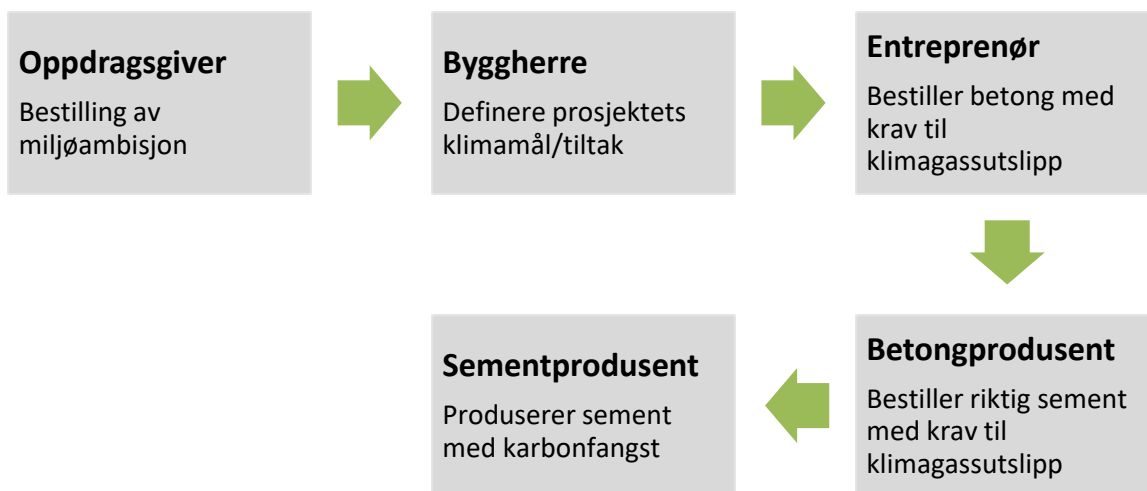 Oppdragsgiver
Bestilling av
miljøambisjon
Byggherre
Definere prosjektets
klimamål/tiltak
Entreprenør
Bestiller betong med
krav til
klimagassutslipp
Betongprodusent
Bestiller riktig sement
med krav til
klimagassutslipp
Sementprodusent
Produserer sement
med karbonfangst